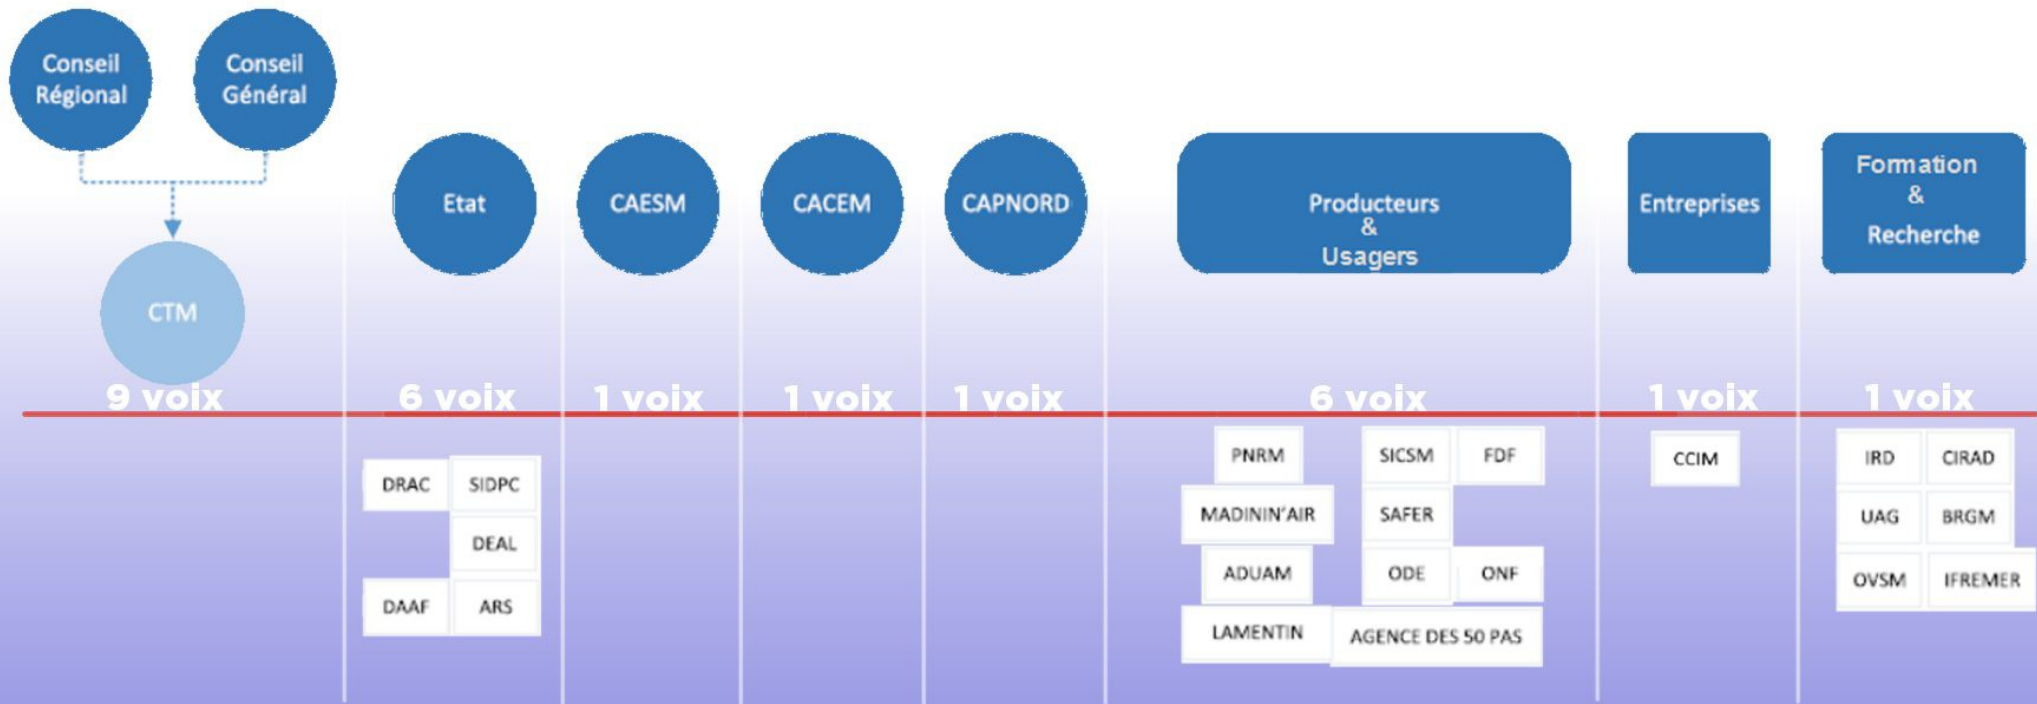 Conseil
Régional
Conseil
Général
CTM
Etat
CAESM
CACEM
CAPNORD
Producteurs
&
Usagers
Entreprises
Formation
&
Recherche
9 voix
6 voix
1 voix
1 voix
1 voix
6 voix
1 voix
1 voix
DRAC
SIDPC
DEAL
DAAF
ARS
PNRM
SICSM
FDF
MADININ'AIR
SAFER
ADUAM
ODE
ONF
LAMENTIN
AGENCE DES 50 PAS
CCIM
IRD
CIRAD
UAG
BRGM
OVSM
IFREMER